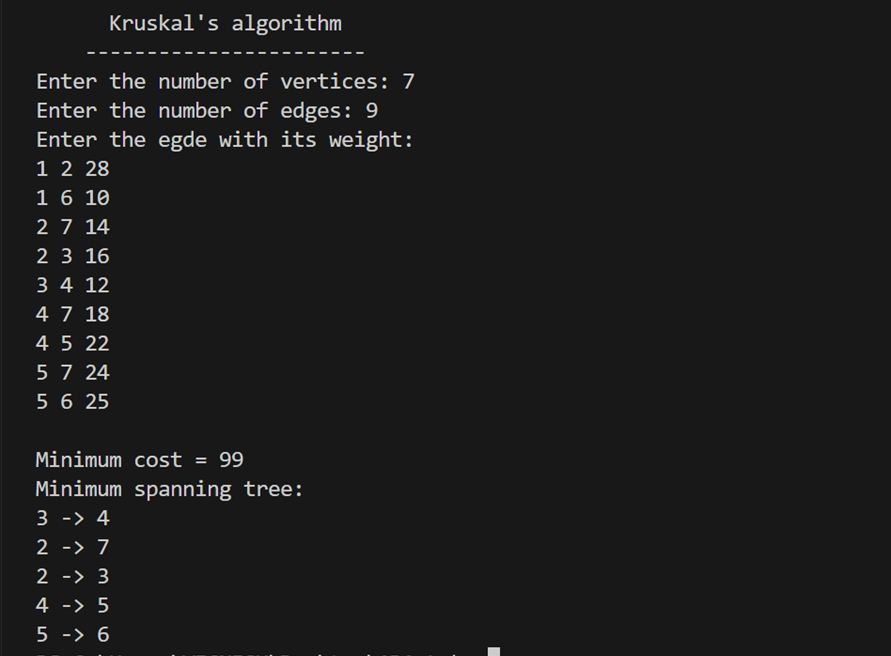 Kruskal's algorithm
-----------------------
Enter the number of vertices: 7
Enter the number of edges: 9
Enter the egde with its weight:
1 2 28
1 6 10
2 7 14
2 3 16
3 4 12
4 7 18
4 5 22
5 7 24
5 6 25
Minimum cost = 99
Minimum spanning tree:
3 -> 4
2 -> 7
2 -> 3
4 -> 5
5 -> 6